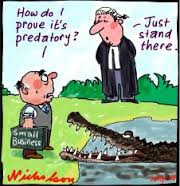 How do I
prove it's
predatory?
- Just
stand
there.
Small
Business
Nicholson